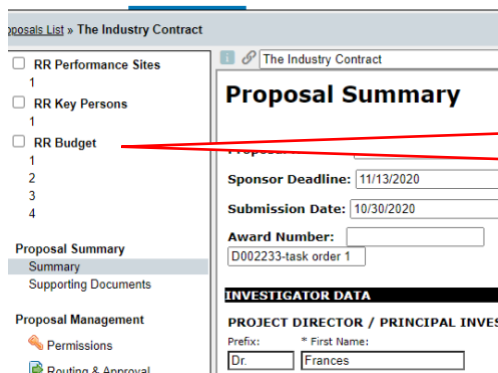 oposals List » The Industry Contract
RR Performance Sites
1
RR Key Persons
1
RR Budget
1
2
3
4
Proposal Summary
Summary
Supporting Documents
Proposal Management
Permissions
Routing & Approval
The Industry Contract
Proposal Summary
Sponsor Deadline: 11/13/2020
Submission Date: 10/30/2020
Award Number:
D002233-task order 1
INVESTIGATOR DATA
PROJECT DIRECTOR / PRINCIPAL INVES
Prefix: * First Name:
Dr. Frances